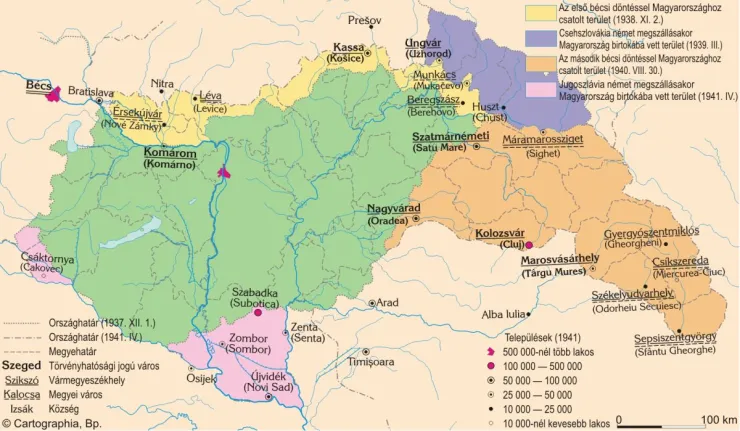 Az első bécsi döntéssel Magyarországhoz
csatolt terület (1938. XI. 2.)
Csehszlovákia német megszállásakor
Magyarország birtokába vett terület (1939. III.)
Az második bécsi döntéssel Magyarországhoz
csatolt terület (1940. VIII. 30.)
Jugoszlávia német megszállásakor
Magyarország birtokába vett terület (1941. IV.)
Prešov
Kassa
(Košice)
Ungvár
(Uzhorod)
Munkács
(Mukačevo)
Beregszász
(Berehovo)
Huszt
(Chust)
Bécs
Bratislava
Nitra
Léva
(Levice)
Érsekújvár
(Nové Zámky)
Komárom
(Komárno)
Szatmárnémeti
(Satu Mare)
Máramarossziget
(Sighet)
Nagyvárad
(Oradea)
Kolozsvár
(Cluj)
Gyergyószentmiklós
(Gheorgheni)
Marosvásárhely
(Târgu Mures)
Csíkszereda
(Miercurea-Ciuc)
Székelyudvarhely
(Odorheiu Secuiesc)
Sepsiszentgyörgy
(Sfântu Gheorghe)
Csáktornya
(Čakovec)
Szabadka
(Subotica)
Arad
Alba Iulia
Zenta
(Senta)
Zombor
(Sombor)
Timișoara
Osijek
Újvidék
(Novi Sad)
Országhatár (1937. XII. 1.)
Országhatár (1941. IV.)
Megyehatár
Szeged Törvényhatósági jogú város
Szikszó Vármegyeszékhely
Kalocsa Megyei város
Izsák Község
© Cartographia, Bp.
Települések (1941)
500 000-nél több lakos
100 000 — 500 000
50 000 — 100 000
25 000 — 50 000
10 000 — 25 000
10 000-nél kevesebb lakos
0 100 km